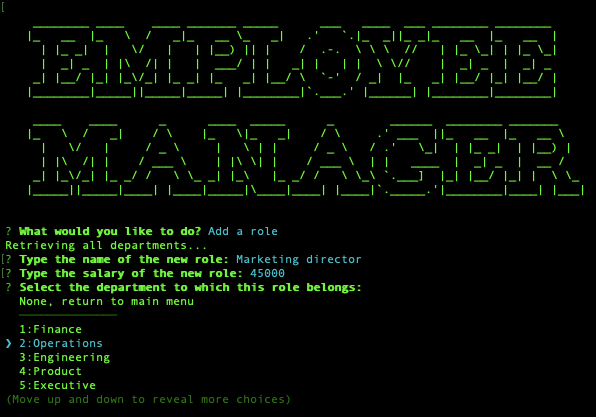 EMPLOYEE
MANAGER
? What would you like to do? Add a role
Retrieving all departments...
? Type the name of the new role: Marketing director
? Type the salary of the new role: 45000
? Select the department to which this role belongs:
None, return to main menu
──────────────
1:Finance
❯ 2:Operations
3:Engineering
4:Product
5:Executive
(Move up and down to reveal more choices)